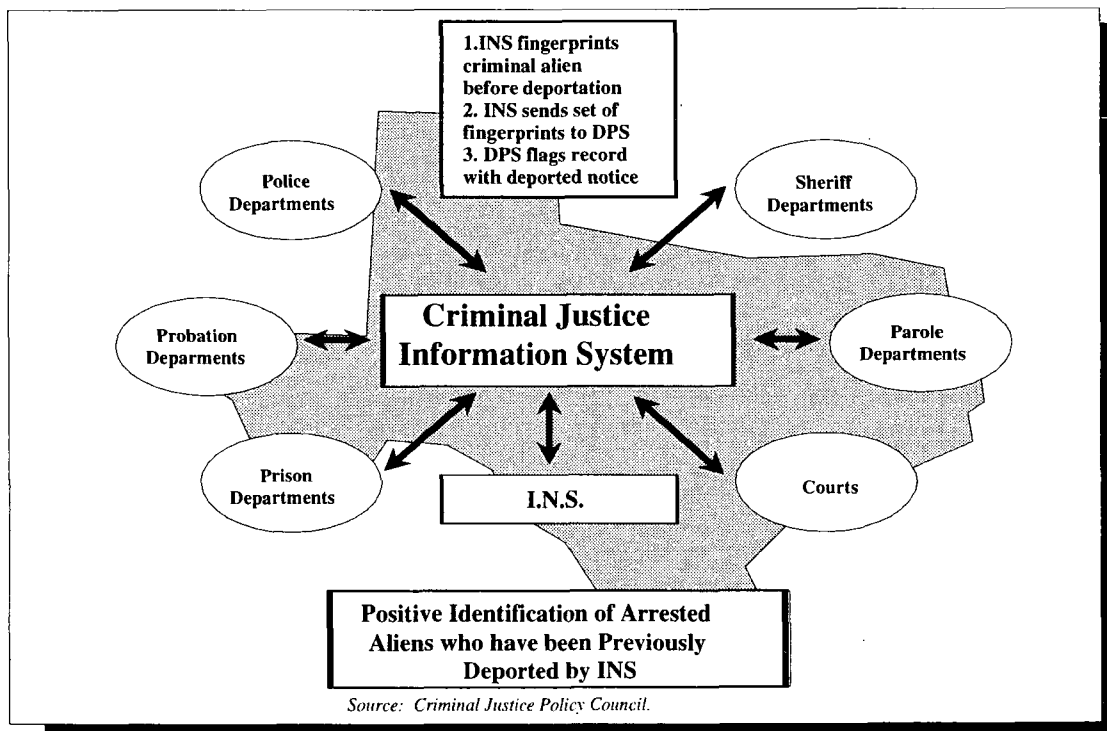 1.INS fingerprints
criminal alien
before deportation
2. INS sends set of
fingerprints to DPS
3. DPS flags record
with deported notice
Police
Departments
Sheriff
Departments
Criminal Justice
Information System
Probation
Deparments
Parole
Departments
Prison
Departments
I.N.S.
Courts
Positive Identification of Arrested
Aliens who have been Previously
Deported by INS
Source: Criminal Justice Policy Council.